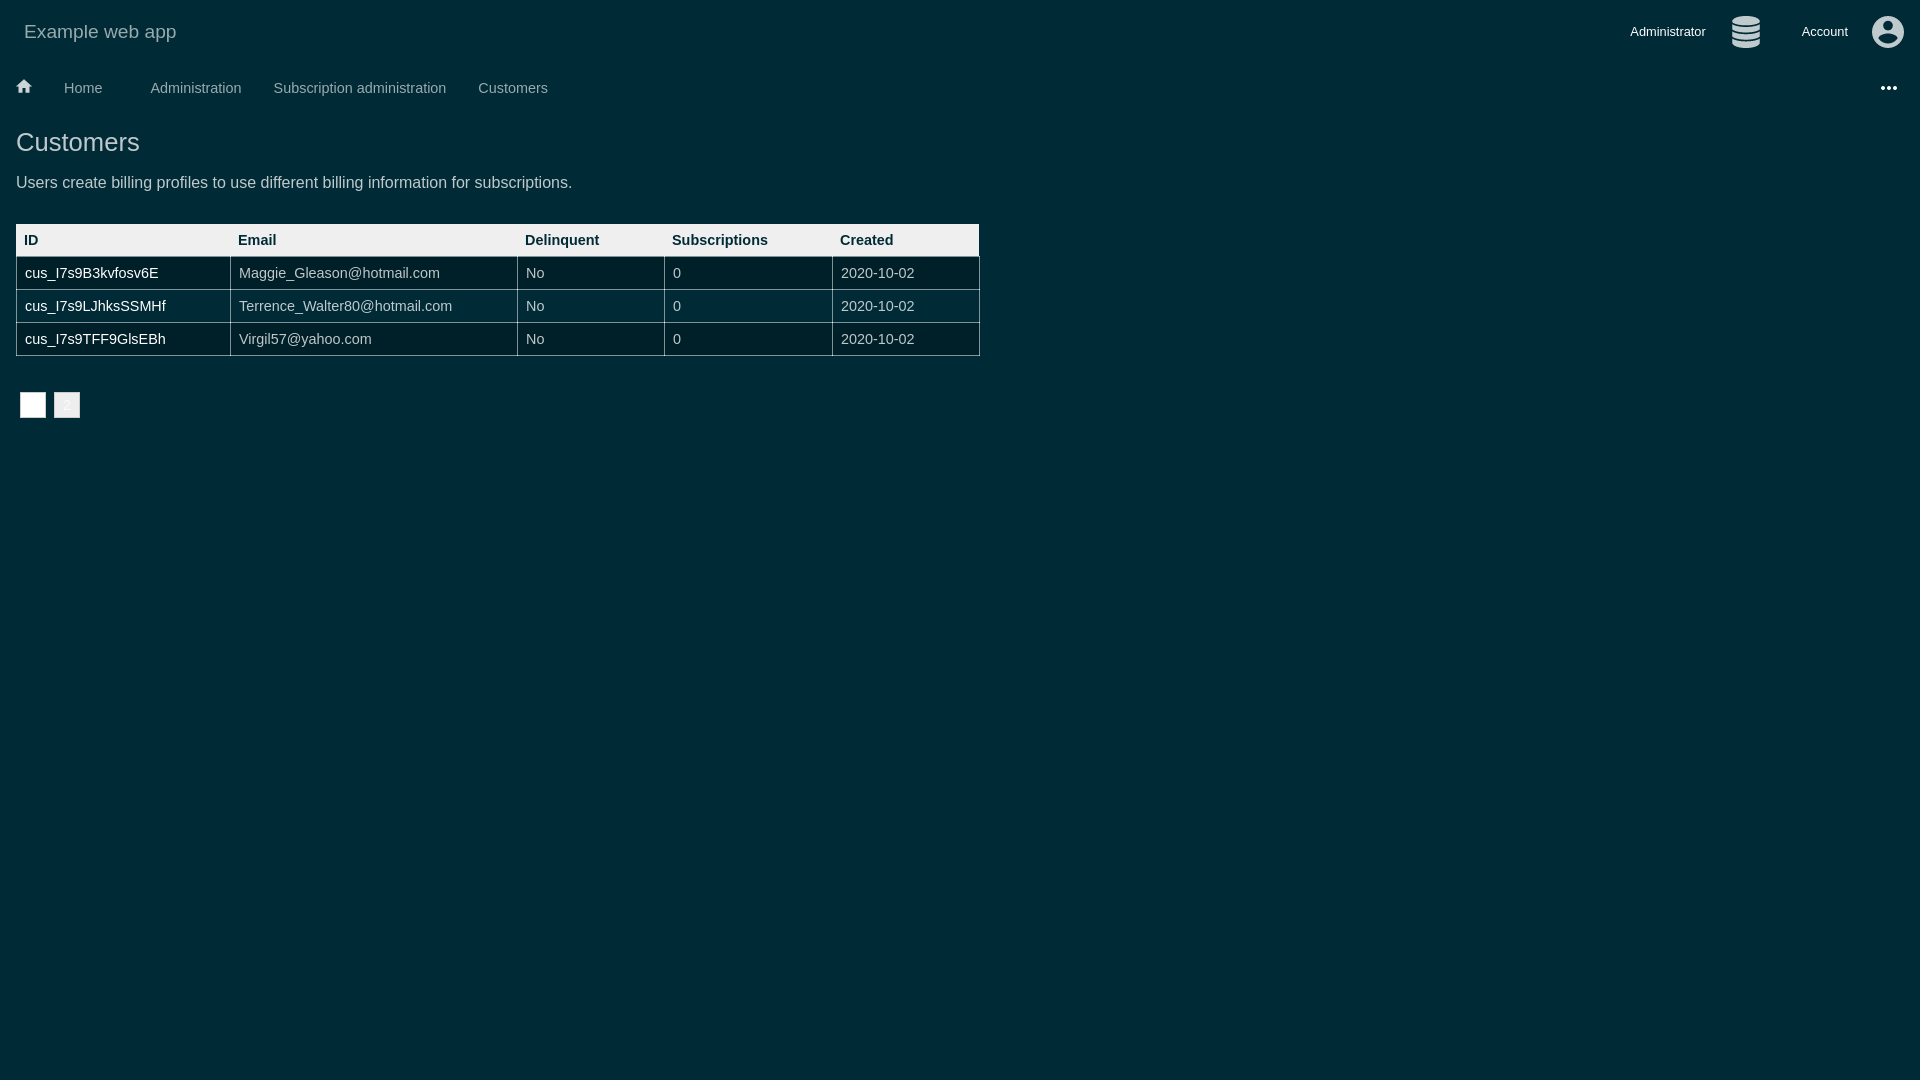 Example web app
Administrator
Account
Home Administration Subscription administration Customers
Customers
Users create billing profiles to use different billing information for subscriptions.
ID Email Delinquent Subscriptions Created
cus_I7s9B3kvfosv6E Maggie_Gleason@hotmail.com No 0 2020-10-02
cus_I7s9LJhksSSMHf Terrence_Walter80@hotmail.com No 0 2020-10-02
cus_I7s9TFF9GlsEBh Virgil57@yahoo.com No 0 2020-10-02
2